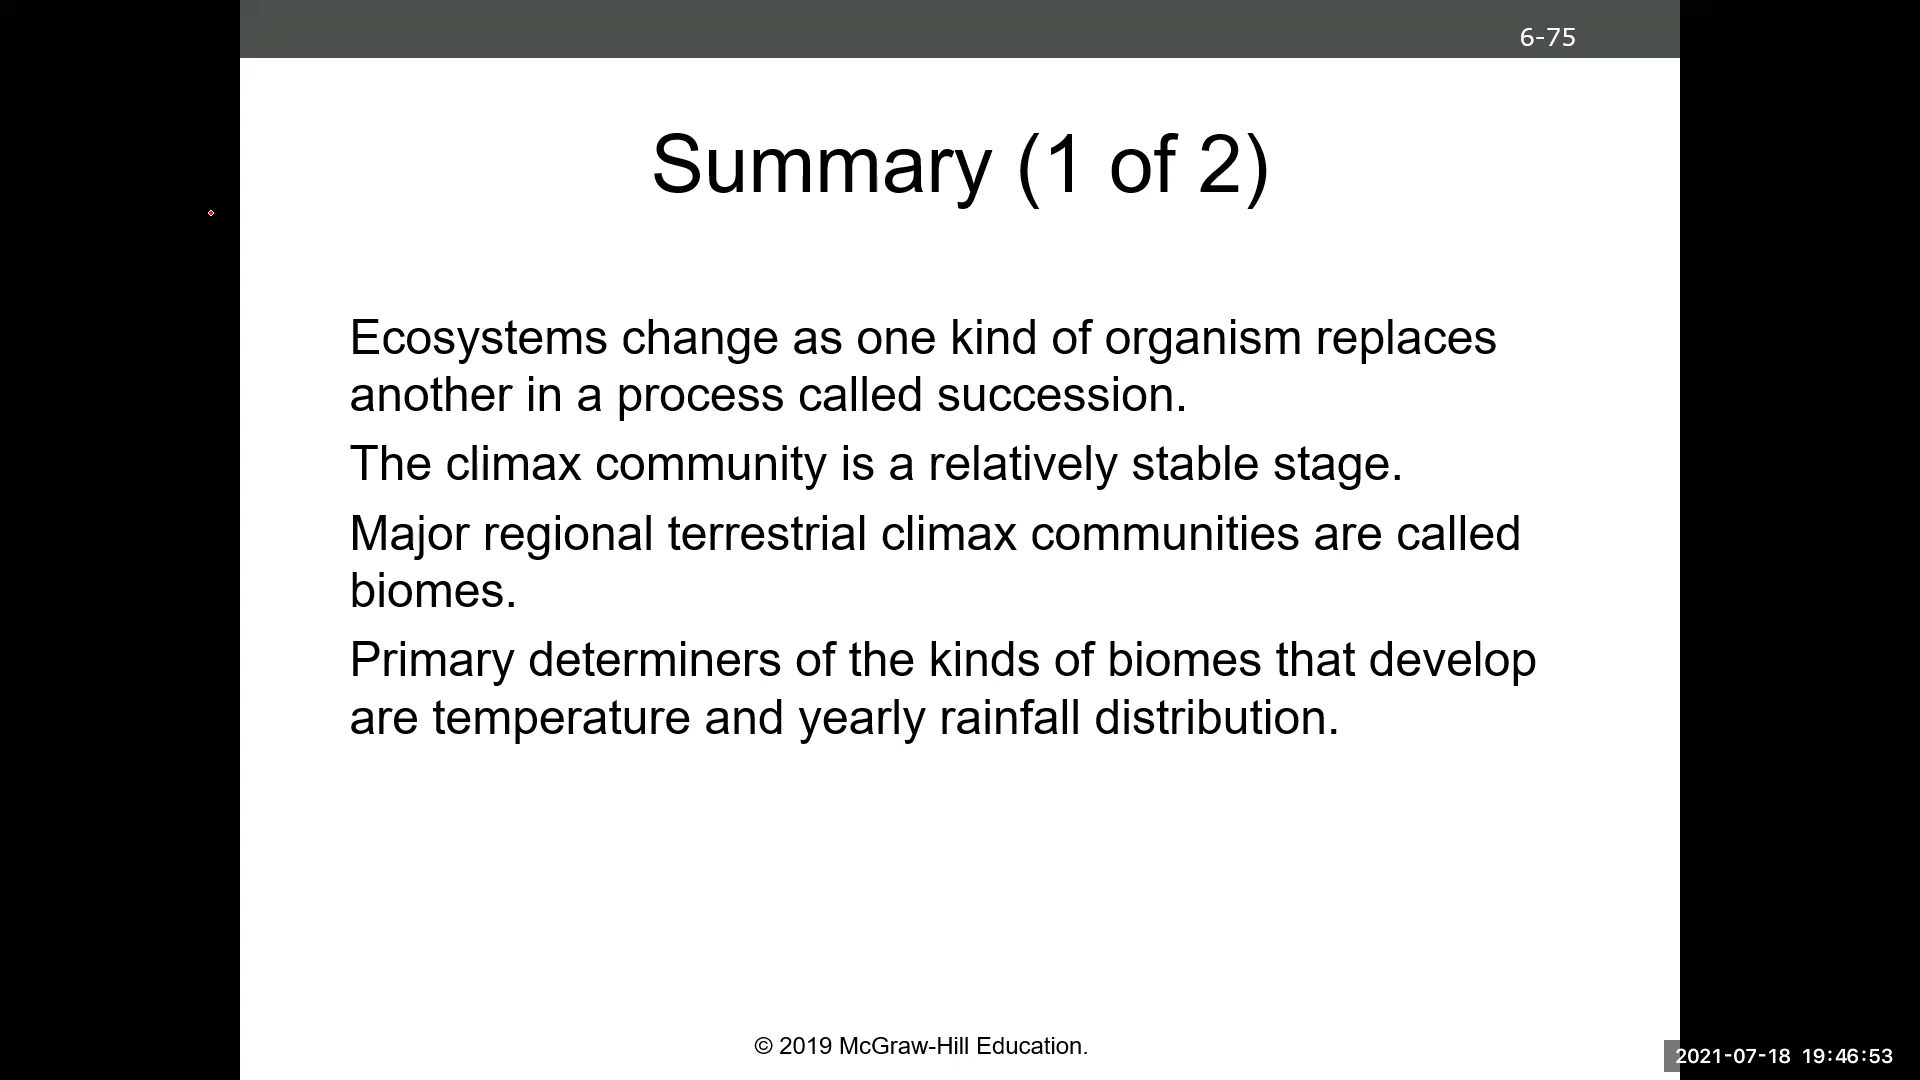 6-75
Summary (1 of 2)
Ecosystems change as one kind of organism replaces
another in a process called succession.
The climax community is a relatively stable stage.
Major regional terrestrial climax communities are called
biomes.
Primary determiners of the kinds of biomes that develop
are temperature and yearly rainfall distribution.
© 2019 McGraw-Hill Education.
2021-07-18 19:46:53